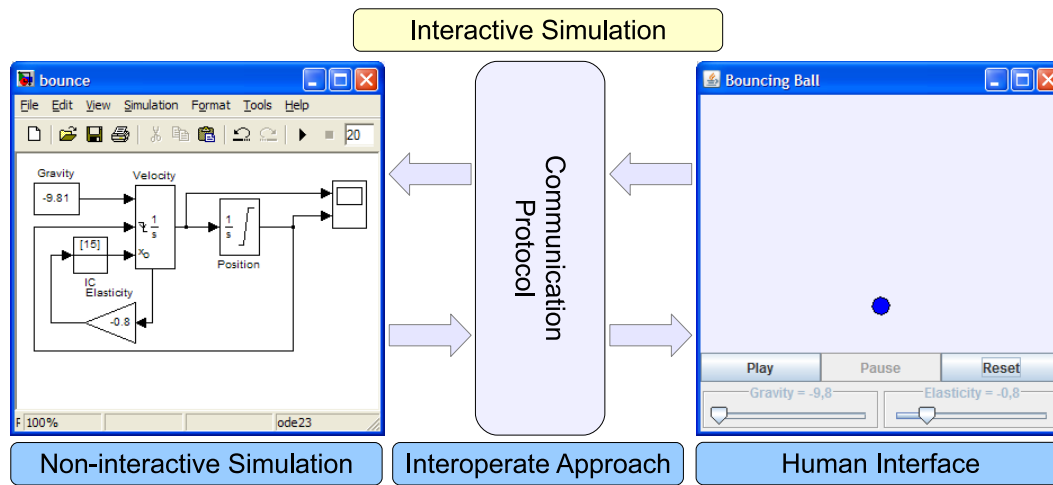 Interactive Simulation
bounce
File Edit View Simulation Format Tools Help
20
Gravity
-9.81
Velocity
1
s
xo
[15]
IC
Elasticity
-0.8
1
s
Position
F 100%
ode23
Communication
Protocol
Bouncing Ball
Play Pause Reset
Gravity = -9,8
Elasticity = -0,8
Non-interactive Simulation
Interoperate Approach
Human Interface